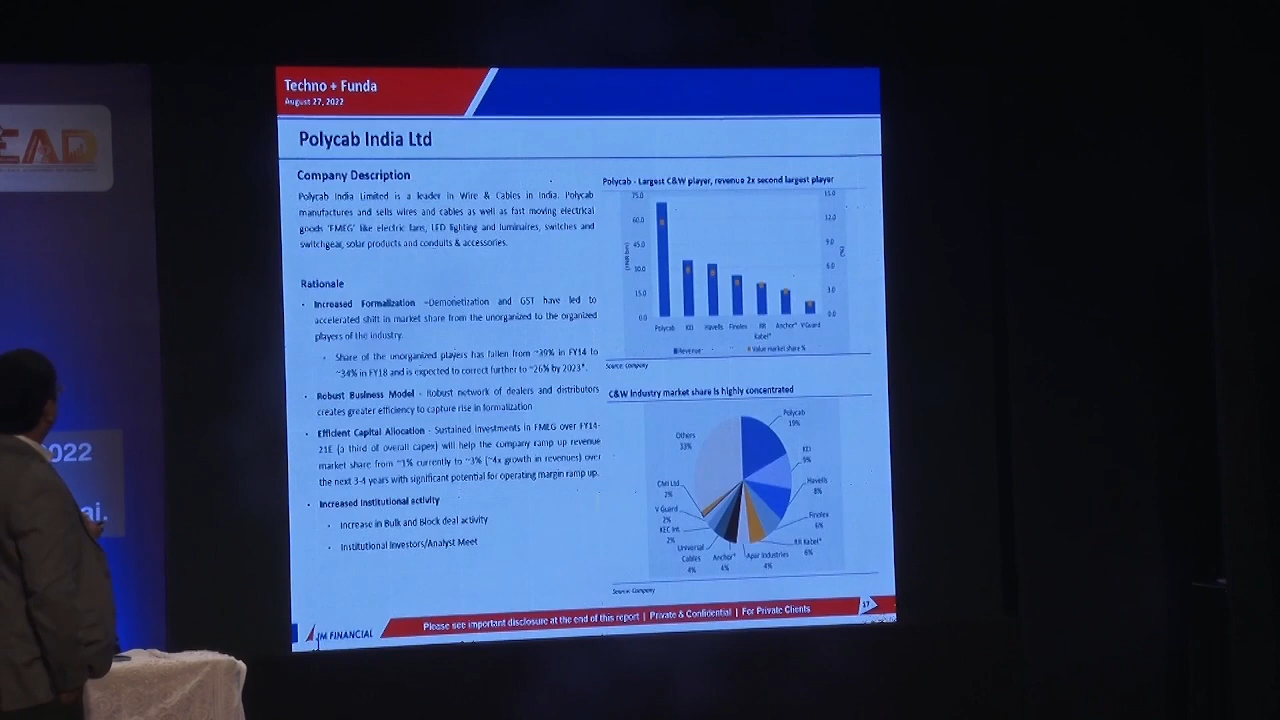 Techno + Funda
August 27, 2022
EAD
Polycab India Ltd
Company Description
Polycab India Limited is a leader in Wire & Cables in India. Polycab
manufactures and sells wires and cables as well as fast moving electrical
goods 'FMEG' like electric fans, LED lighting and luminaires, switches and
switchgear, solar products and conduits & accessories.
Rationale
Increased Formalization -Demonetization and GST have led to
accelerated shift in market share from the unorganized to the organized
players of the industry.
Share of the unorganized players has fallen from ~39% in FY14 to
~34% in FY18 and is expected to correct further to ~26% by 2023*.
Robust Business Model - Robust network of dealers and distributors
creates greater efficiency to capture rise in formalization
Efficient Capital Allocation - Sustained investments in FMEG over FY14-
21E (a third of overall capex) will help the company ramp up revenue
market share from ~1% currently to ~3% (~4x growth in revenues) over
the next 3-4 years with significant potential for operating margin ramp up.
Increased Institutional activity
Increase in Bulk and Block deal activity
Institutional Investors/Analyst Meet
Polycab - Largest C&W player, revenue 2x second largest player
75.0
60.0
45.0
30.0
15.0
0.0
(INR bn)
15.0
12.0
9.0
6.0
3.0
0.0
(%)
Polycab KEI Havells Finolex RR Kabel* Anchor* V Guard
Revenue Value market share %
Source: Company
C&W Industry market share is highly concentrated
Polycab
19%
KEI
9%
Havells
8%
Finolex
6%
RR Kabel*
6%
Apar Industries
4%
Anchor*
4%
Universal
Cables
4%
KEC Int.
2%
V Guard
2%
CMI Ltd
2%
Others
33%
Source: Company
JM FINANCIAL
Please see important disclosure at the end of this report | Private & Confidential | For Private Clients
17
022
ai.